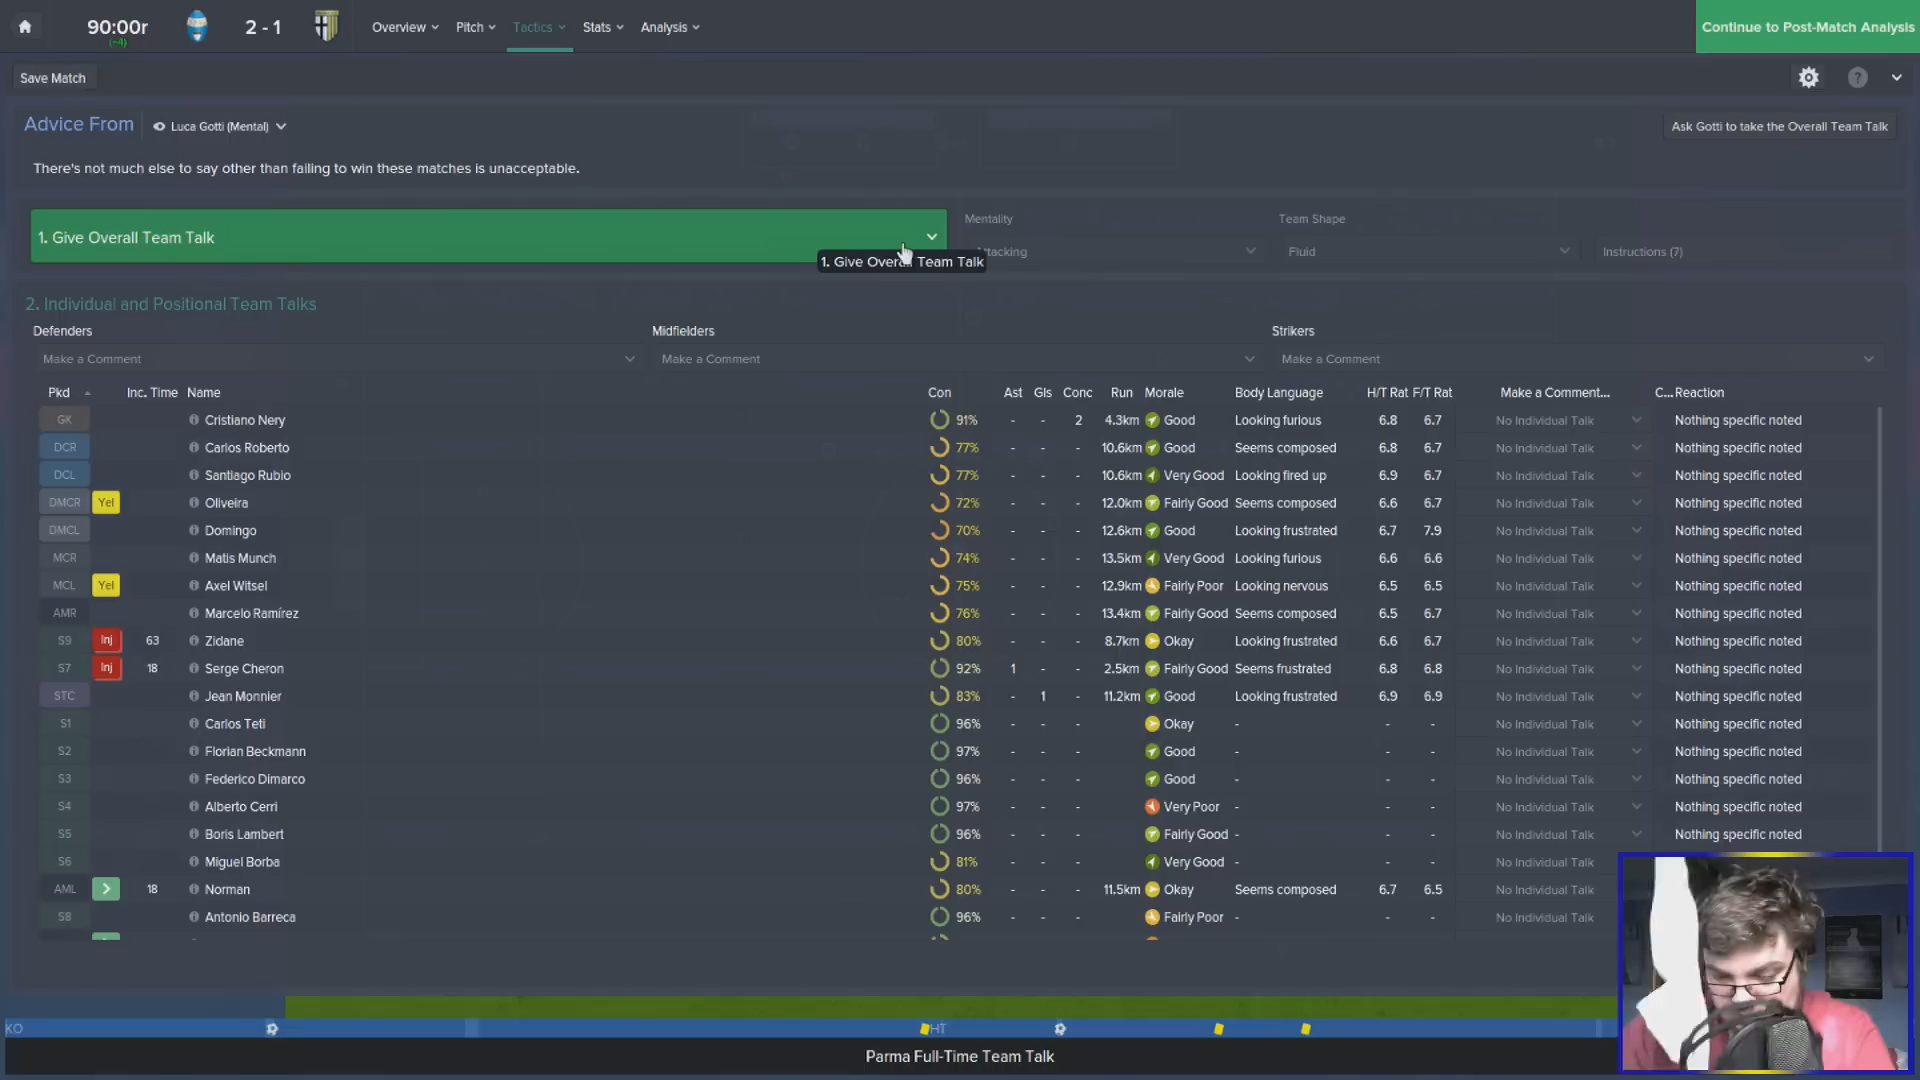 90:00r
(+4)
2 - 1
Overview
Pitch
Tactics
Stats
Analysis
Continue to Post-Match Analysis
Save Match
?
Advice From
Luca Gotti (Mental)
Ask Gotti to take the Overall Team Talk
There's not much else to say other than failing to win these matches is unacceptable.
1. Give Overall Team Talk
Mentality
Team Shape
Fluid
Instructions (7)
1. Give Overall Team Talk
2. Individual and Positional Team Talks
Defenders Midfielders Strikers
Make a Comment Make a Comment Make a Comment
Pkd Inc. Time Name Con Ast Gls Conc Run Morale Body Language H/T Rat F/T Rat Make a Comment... C... Reaction
GK Cristiano Nery 91% - - 2 4.3km Good Looking furious 6.8 6.7 No Individual Talk Nothing specific noted
DCR Carlos Roberto 77% - - - 10.6km Good Seems composed 6.8 6.7 No Individual Talk Nothing specific noted
DCL Santiago Rubio 77% - - - 10.6km Very Good Looking fired up 6.9 6.7 No Individual Talk Nothing specific noted
DMCR Yel Oliveira 72% - - - 12.0km Fairly Good Seems composed 6.6 6.7 No Individual Talk Nothing specific noted
DMCL Domingo 70% - - - 12.6km Good Looking frustrated 6.7 7.9 No Individual Talk Nothing specific noted
MCR Matis Munch 74% - - - 13.5km Very Good Looking furious 6.6 6.6 No Individual Talk Nothing specific noted
MCL Yel Axel Witsel 75% - - - 12.9km Fairly Poor Looking nervous 6.5 6.5 No Individual Talk Nothing specific noted
AMR Marcelo Ramírez 76% - - - 13.4km Fairly Good Seems composed 6.5 6.7 No Individual Talk Nothing specific noted
S9 Inj 63 Zidane 80% - - - 8.7km Okay Looking frustrated 6.6 6.7 No Individual Talk Nothing specific noted
S7 Inj 18 Serge Cheron 92% 1 - - 2.5km Fairly Good Seems frustrated 6.8 6.8 No Individual Talk Nothing specific noted
STC Jean Monnier 83% - 1 - 11.2km Good Looking frustrated 6.9 6.9 No Individual Talk Nothing specific noted
S1 Carlos Teti 96% - - - Okay - - - No Individual Talk Nothing specific noted
S2 Florian Beckmann 97% - - - Good - - - No Individual Talk Nothing specific noted
S3 Federico Dimarco 96% - - - Good - - - No Individual Talk Nothing specific noted
S4 Alberto Cerri 97% - - - Very Poor - - - No Individual Talk Nothing specific noted
S5 Boris Lambert 96% - - - Fairly Good - - - No Individual Talk Nothing specific noted
S6 Miguel Borba 81% - - - Very Good - - - No Individual Talk
AML 18 Norman 80% - - - 11.5km Okay Seems composed 6.7 6.5 No Individual Talk
S8 Antonio Barreca 96% - - - Fairly Poor - - - No Individual Talk
KO HT
Parma Full-Time Team Talk